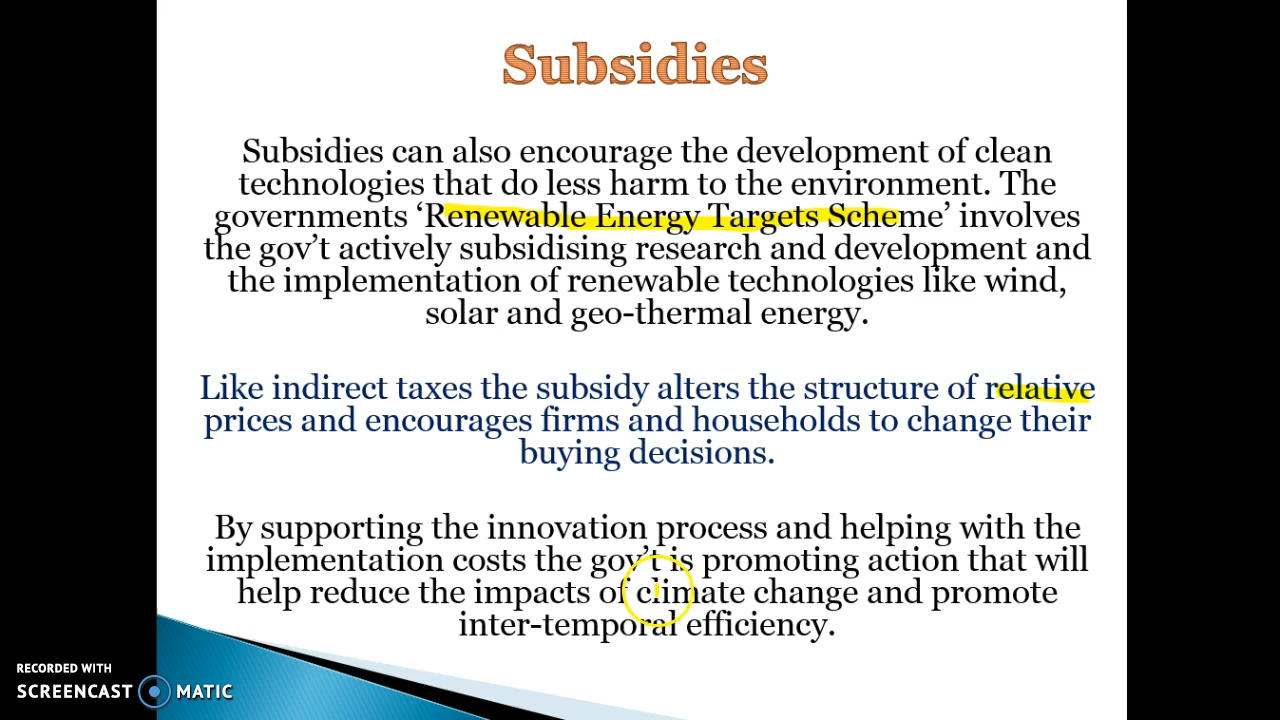 Subsidies
Subsidies can also encourage the development of clean
technologies that do less harm to the environment. The
governments ‘Renewable Energy Targets Scheme’ involves
the gov’t actively subsidising research and development and
the implementation of renewable technologies like wind,
solar and geo-thermal energy.
Like indirect taxes the subsidy alters the structure of relative
prices and encourages firms and households to change their
buying decisions.
By supporting the innovation process and helping with the
implementation costs the gov’t is promoting action that will
help reduce the impacts of climate change and promote
inter-temporal efficiency.
RECORDED WITH
SCREENCAST MATIC